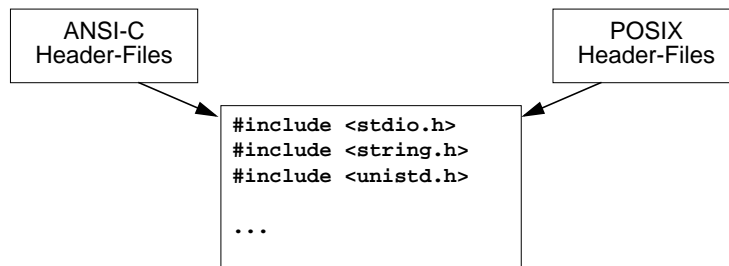 ANSI-C
Header-Files
POSIX
Header-Files
#include <stdio.h>
#include <string.h>
#include <unistd.h>
...